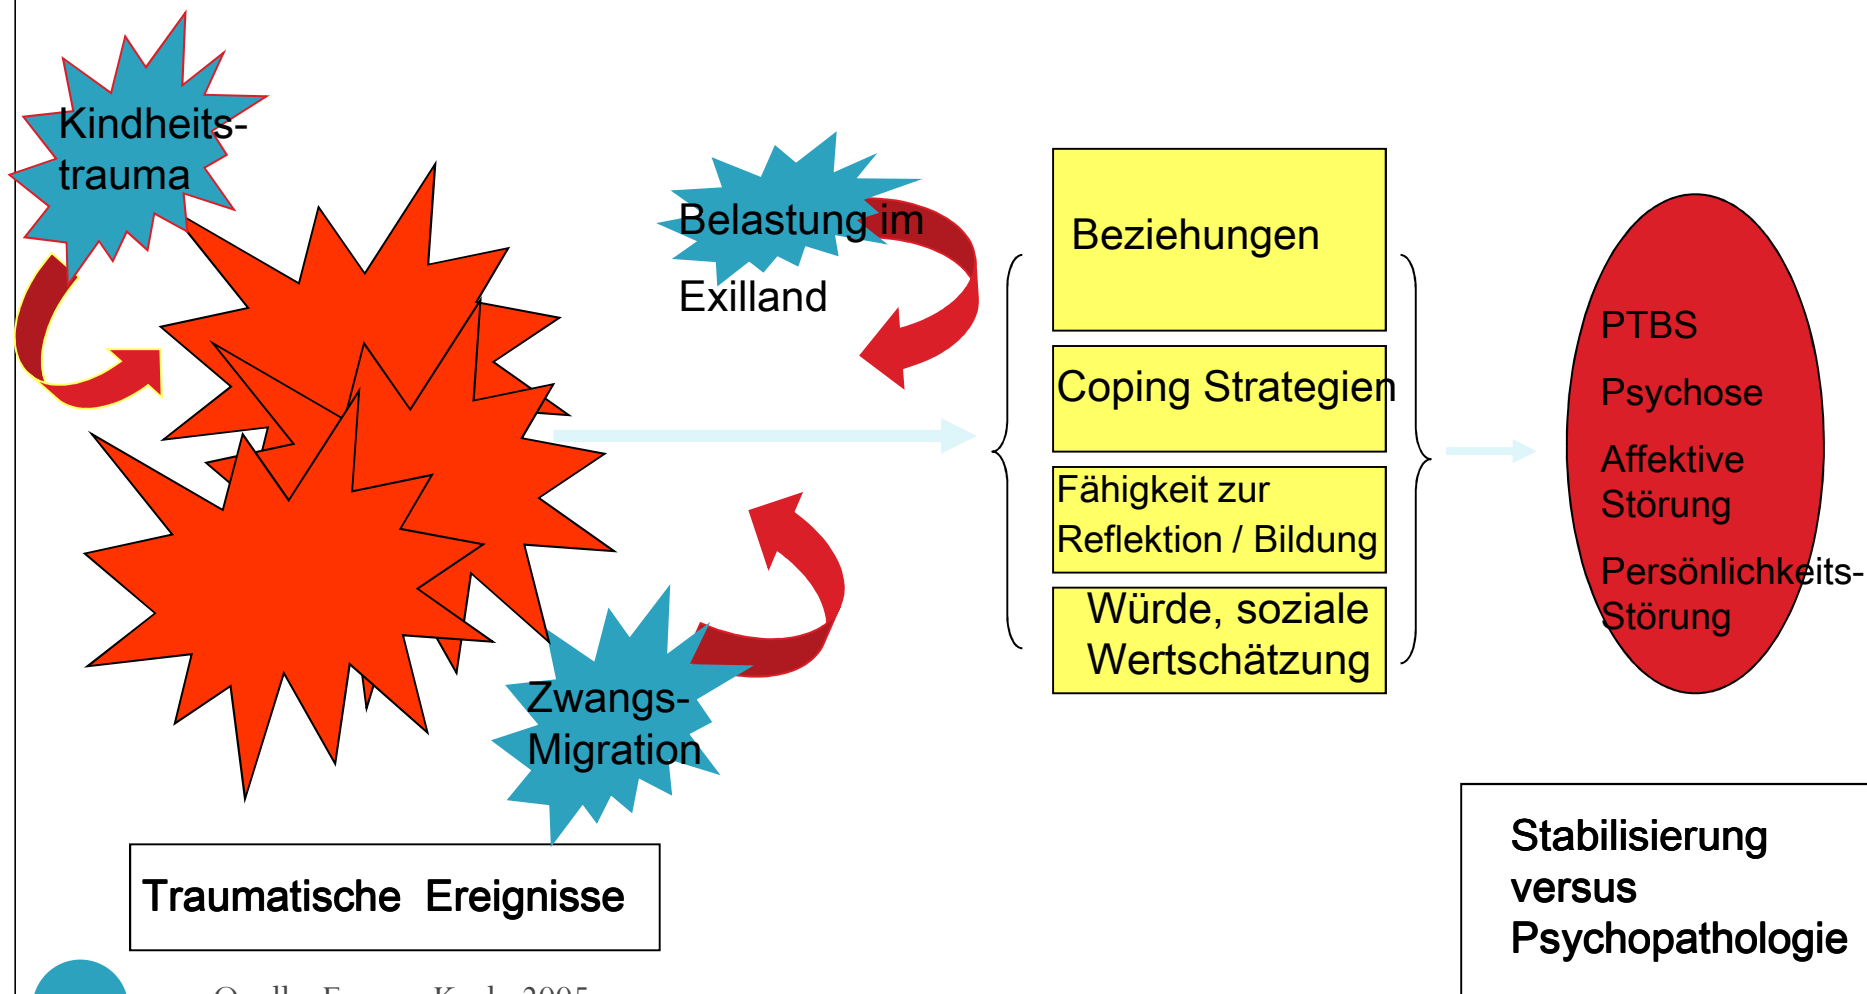 Kindheits-
trauma
Belastung im
Exilland
Zwangs-
Migration
Traumatische Ereignisse
Beziehungen
Coping Strategien
Fähigkeit zur
Reflektion / Bildung
Würde, soziale
Wertschätzung
PTBS
Psychose
Affektive
Störung
Persönlichkeits-
Störung
Stabilisierung
versus
Psychopathologie